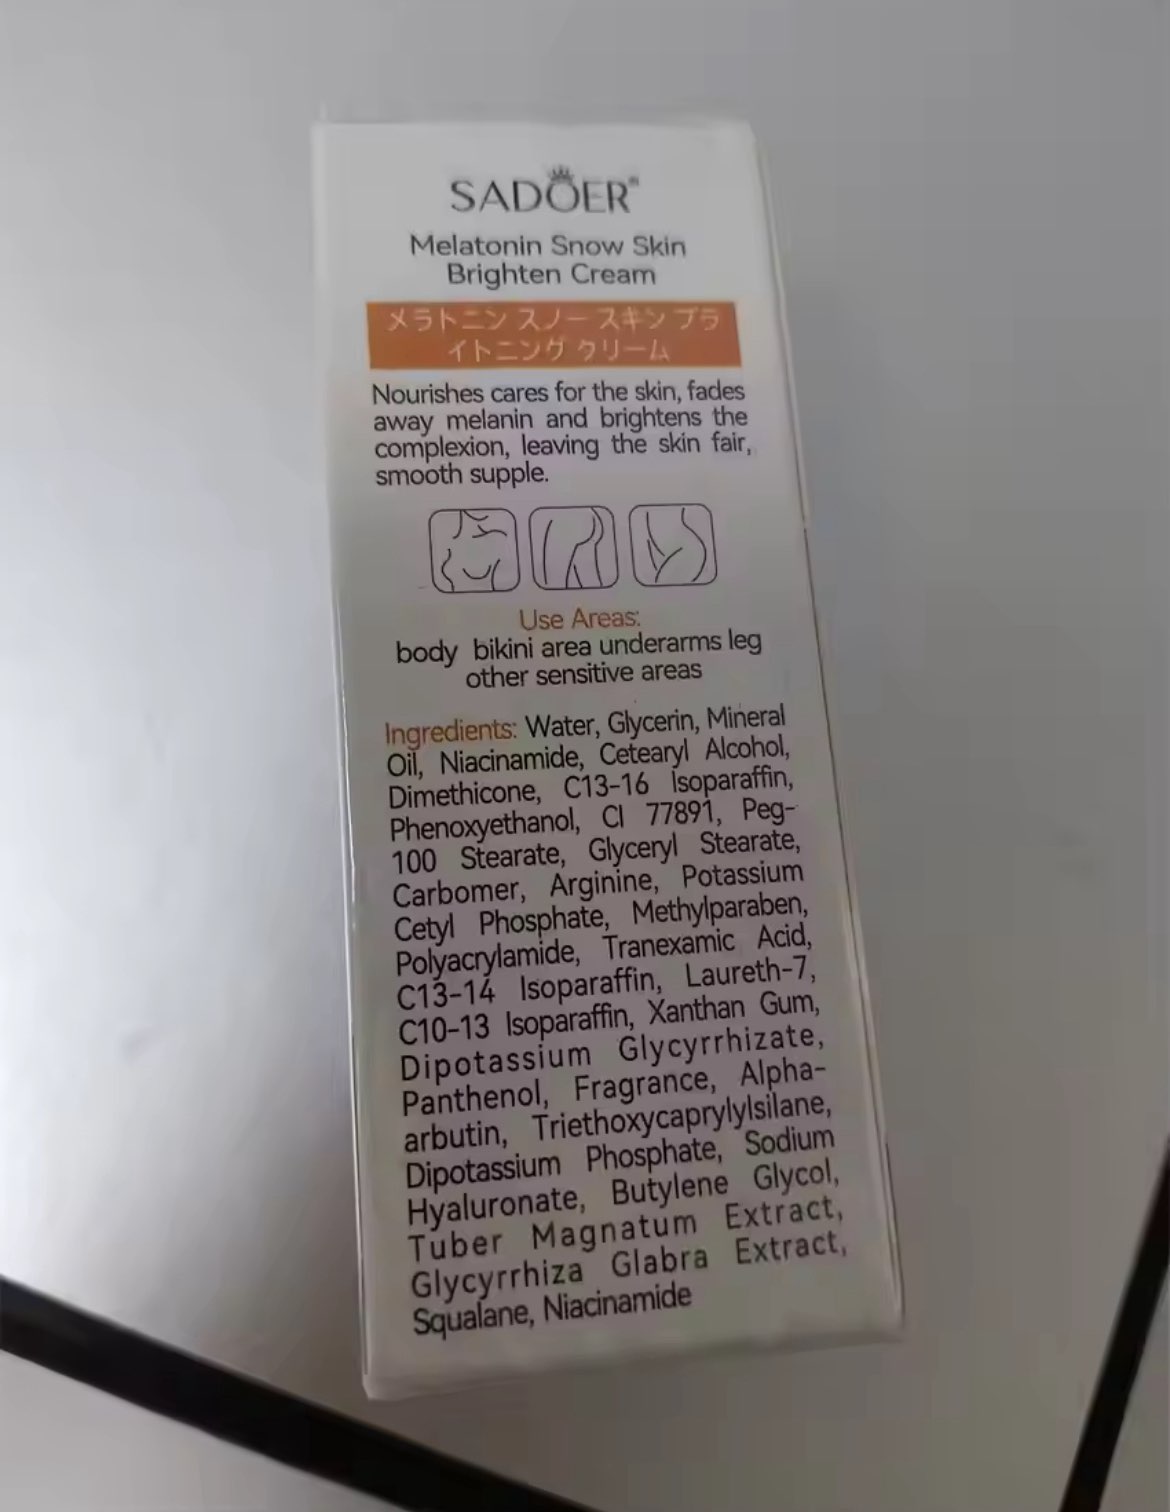 SADOER®
Melatonin Snow Skin
Brighten Cream
メラトニン スノー スキン ブラ
イトニング クリーム
Nourishes cares for the skin, fades
away melanin and brightens the
complexion, leaving the skin fair,
smooth supple.
Use Areas:
body bikini area underarms leg
other sensitive areas
Ingredients: Water, Glycerin, Mineral
Oil, Niacinamide, Cetearyl Alcohol,
Dimethicone, C13-16 Isoparaffin,
Phenoxyethanol, CI 77891, Peg-
100 Stearate, Glyceryl Stearate,
Carbomer, Arginine, Potassium
Cetyl Phosphate, Methylparaben,
Polyacrylamide, Tranexamic Acid,
C13-14 Isoparaffin, Laureth-7,
C10-13 Isoparaffin, Xanthan Gum,
Dipotassium Glycyrrhizate,
Panthenol, Fragrance, Alpha-
arbutin, Triethoxycaprylylsilane,
Dipotassium Phosphate, Sodium
Hyaluronate, Butylene Glycol,
Tuber Magnatum Extract,
Glycyrrhiza Glabra Extract,
Squalane, Niacinamide